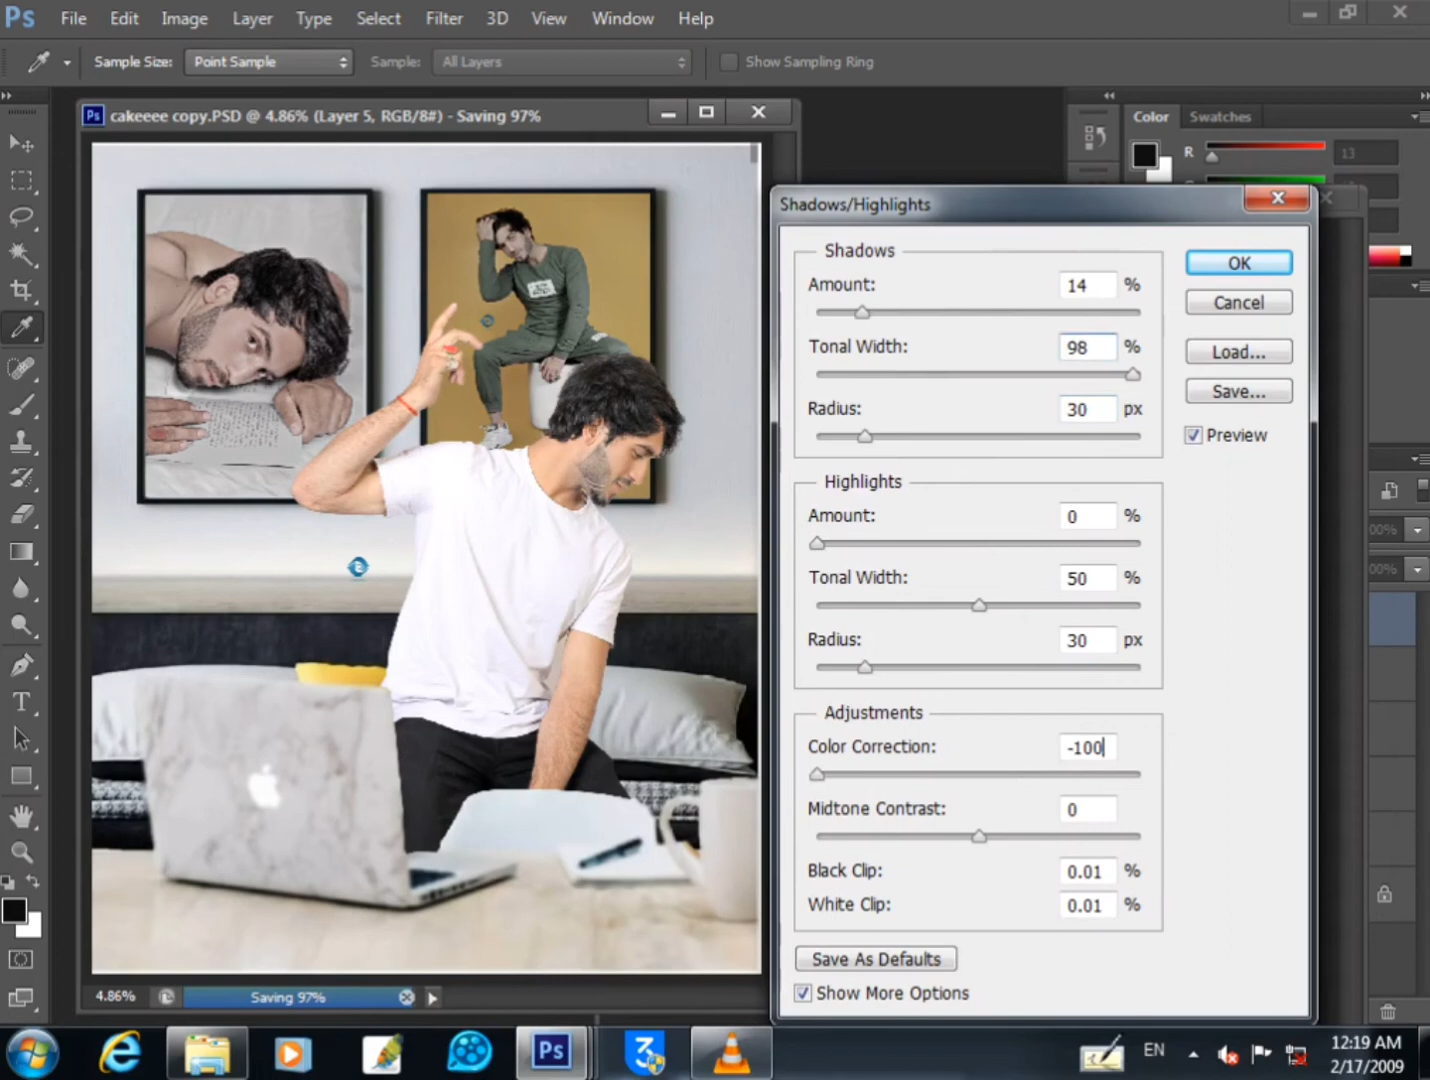 Ps File Edit Image Layer Type Select Filter 3D View Window Help
Sample Size: Point Sample Sample: All Layers Show Sampling Ring
Ps cakeeee copy.PSD @ 4.86% (Layer 5, RGB/8#) - Saving 97%
Color Swatches
R 13
Shadows/Highlights
Shadows
OK
Amount: 14 %
Cancel
Tonal Width: 98 %
Load...
Save...
Radius: 30 px
Preview
Highlights
Amount: 0 %
Tonal Width: 50 %
Radius: 30 px
Adjustments
Color Correction: -100
Midtone Contrast: 0
Black Clip: 0.01 %
White Clip: 0.01 %
Save As Defaults
Show More Options
4.86% Saving 97%
Ps 3 EN 12:19 AM
2/17/2009